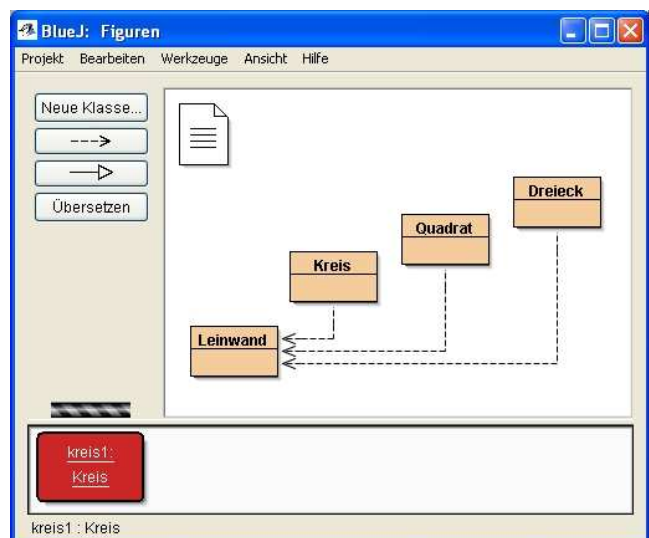 BlueJ: Figuren
Projekt Bearbeiten Werkzeuge Ansicht Hilfe
Neue Klasse...
Übersetzen
Dreieck
Quadrat
Kreis
Leinwand
kreis1:
Kreis
kreis1 : Kreis